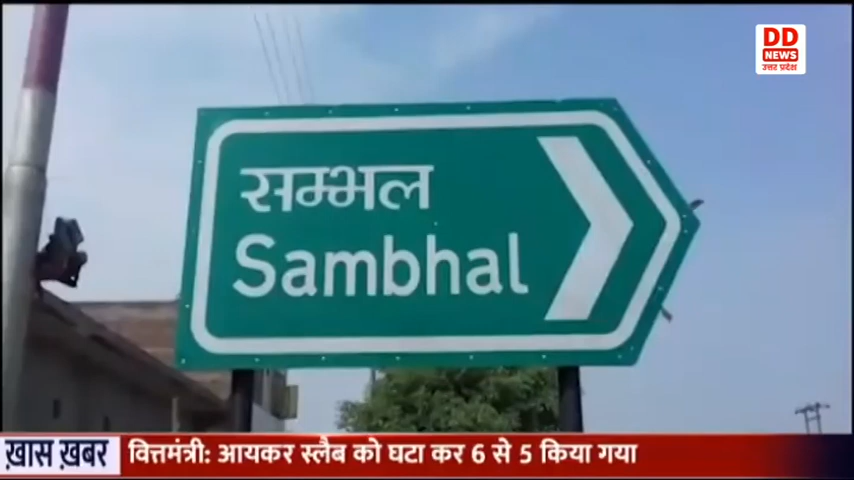 DD
NEWS
उत्तर प्रदेश
सम्भल
Sambhal
ख़ास ख़बर
वित्तमंत्री: आयकर स्लैब को घटा कर 6 से 5 किया गया